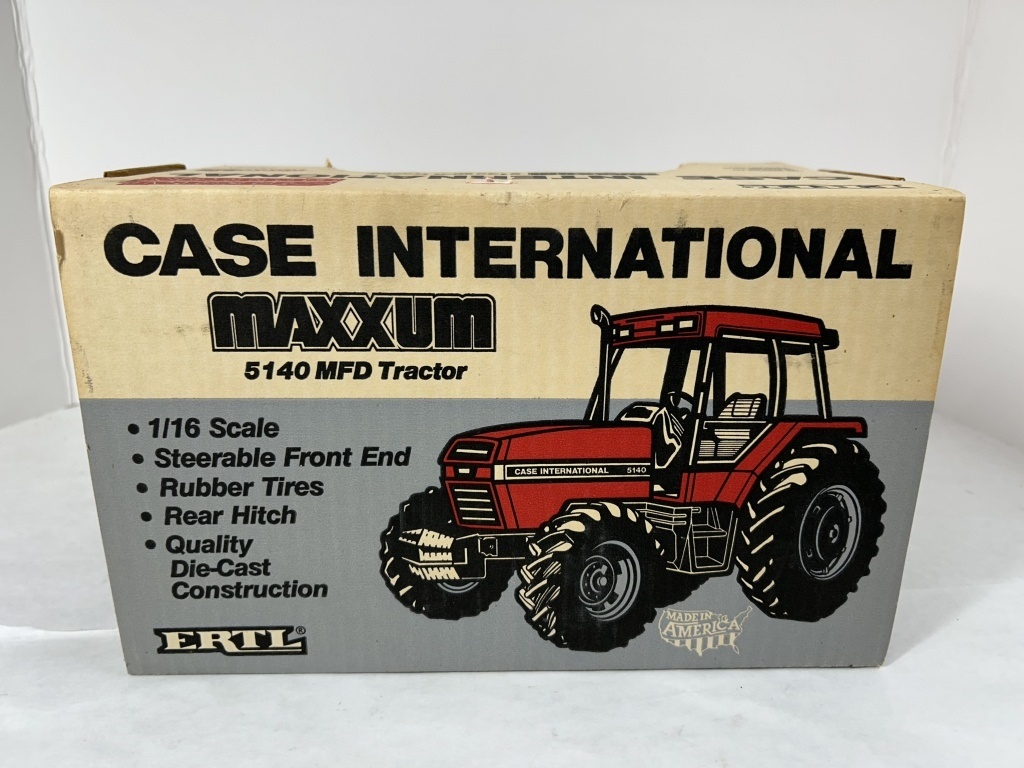 CASE INTERNATIONAL
MAXXUM
5140 MFD Tractor
• 1/16 Scale
• Steerable Front End
• Rubber Tires
• Rear Hitch
• Quality
Die-Cast
Construction
CASE INTERNATIONAL 5140
MADE IN
AMERICA
ERTL®